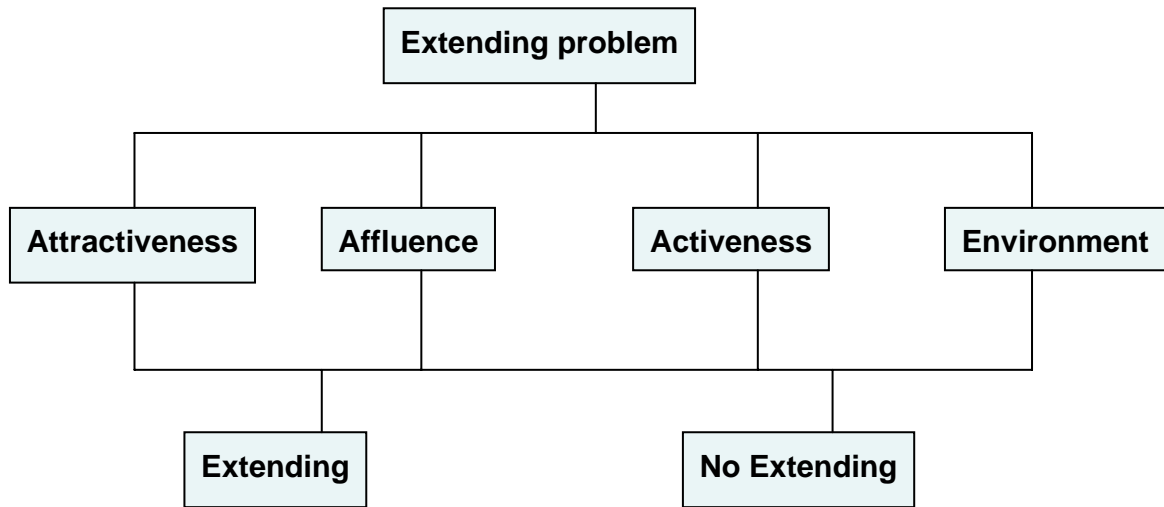 Extending problem
Attractiveness
Affluence
Activeness
Environment
Extending
No Extending